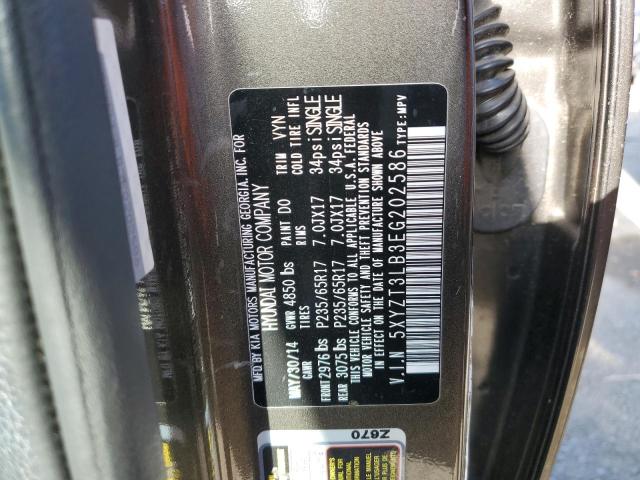 MFD BY KIA MOTORS MANUFACTURING GEORGIA, INC. FOR
HYUNDAI MOTOR COMPANY
MAY/30/14 GVWR 4850 lbs PAINT DO TRIM VYN
GAWR TIRES RIMS COLD TIRE INFL
FRONT 2976 lbs P235/65R17 7.0JX17 34psi SINGLE
REAR 3075 lbs P235/65R17 7.0JX17 34psi SINGLE
THIS VEHICLE CONFORMS TO ALL APPLICABLE U.S.A. FEDERAL
MOTOR VEHICLE SAFETY AND THEFT PREVENTION STANDARDS
IN EFFECT ON THE DATE OF MANUFACTURE SHOWN ABOVE.
V.I.N 5XYZT3LB3EG202586 TYPE:MPV
Z670